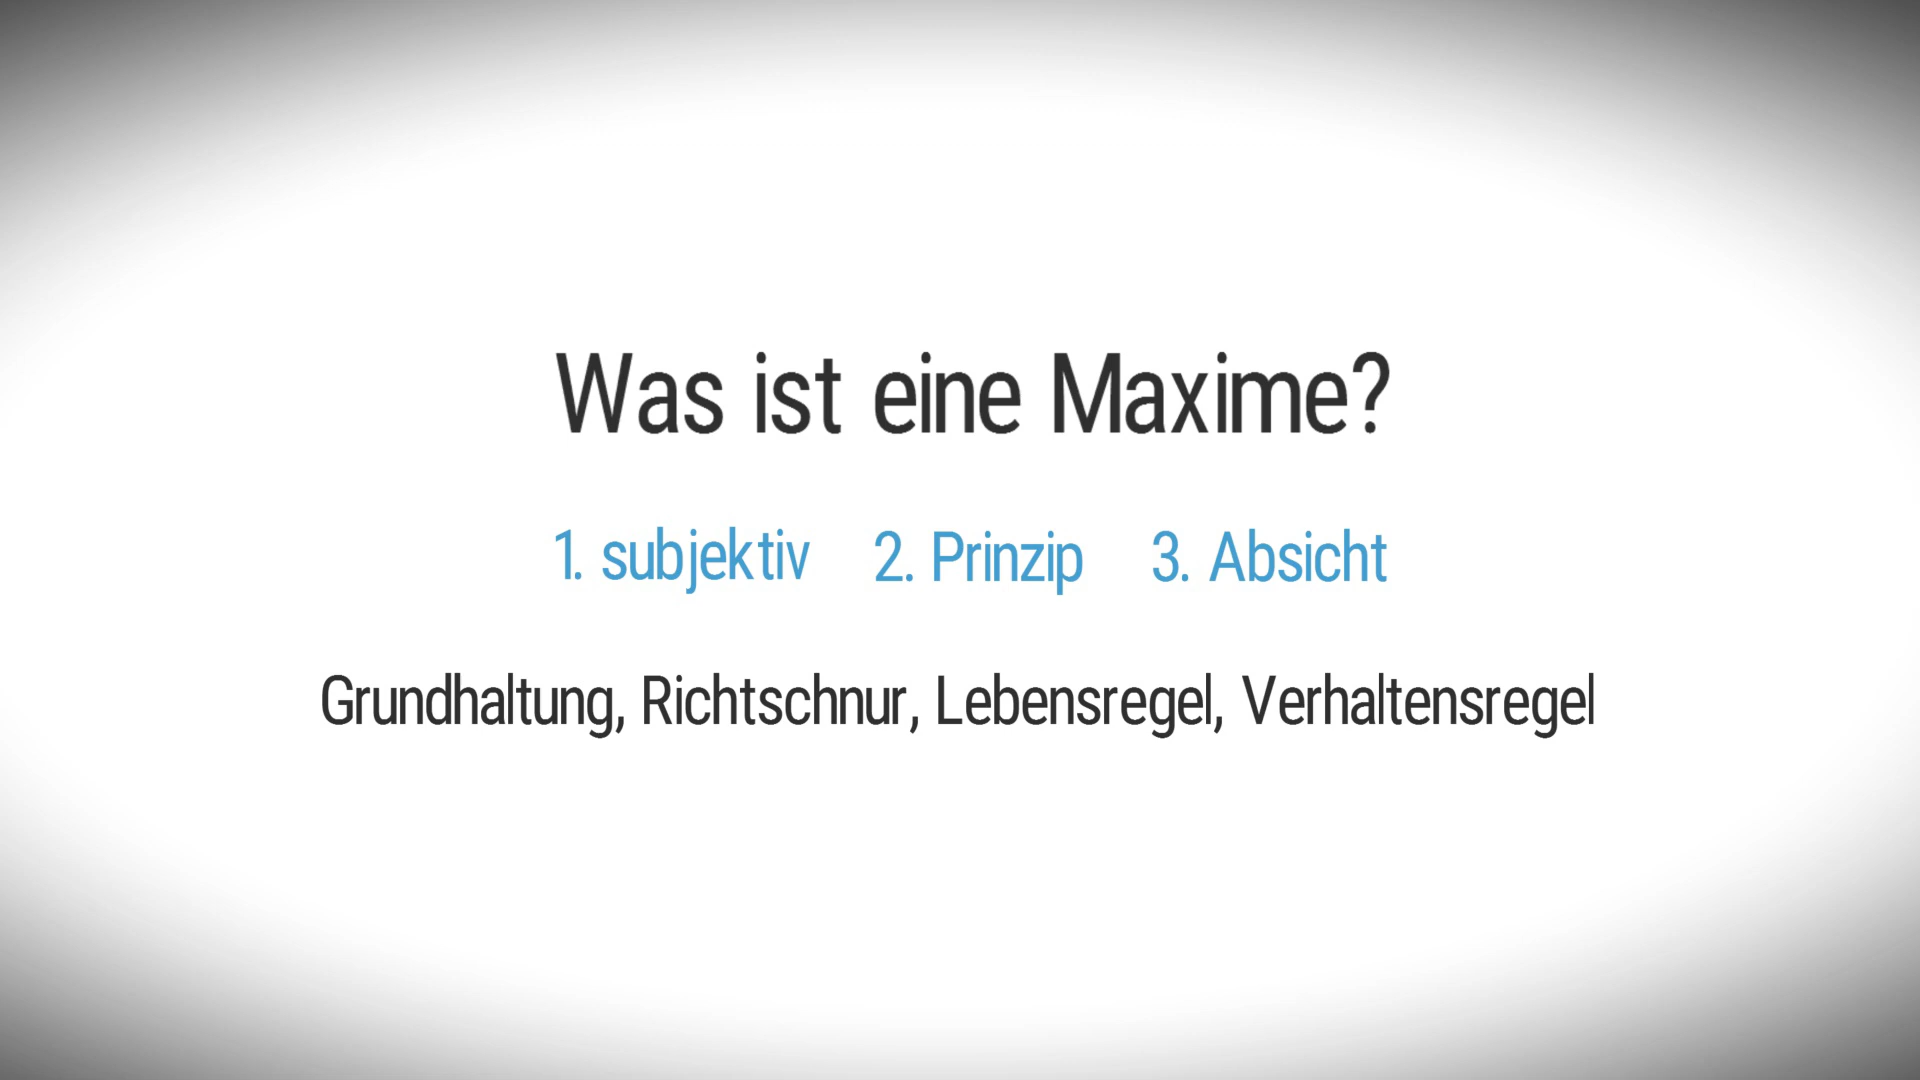 Was ist eine Maxime?
1. subjektiv 2. Prinzip 3. Absicht
Grundhaltung, Richtschnur, Lebensregel, Verhaltensregel